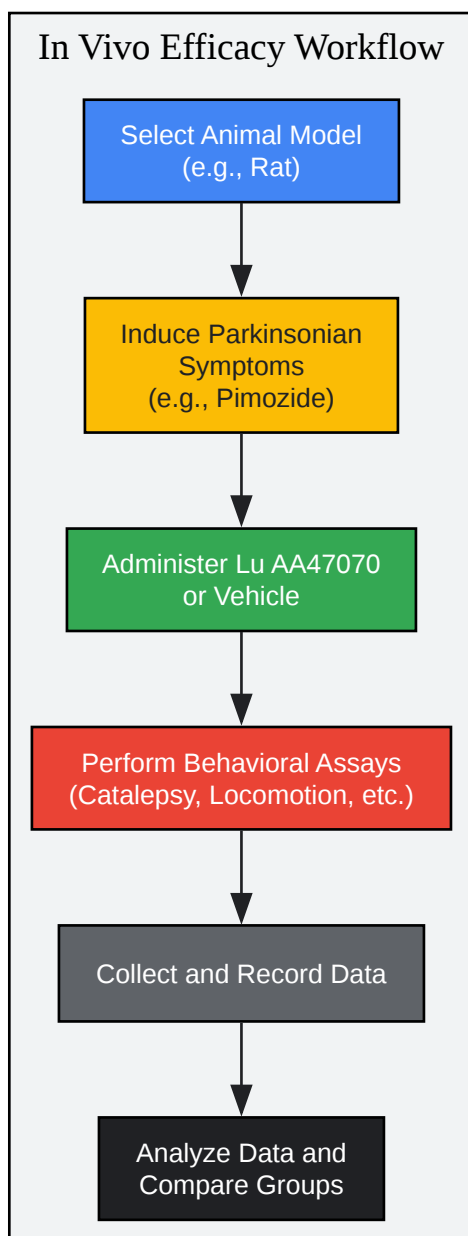 In Vivo Efficacy Workflow
Select Animal Model
(e.g., Rat)
Induce Parkinsonian
Symptoms
(e.g., Pimozide)
Administer Lu AA47070
or Vehicle
Perform Behavioral Assays
(Catalepsy, Locomotion, etc.)
Collect and Record Data
Analyze Data and
Compare Groups